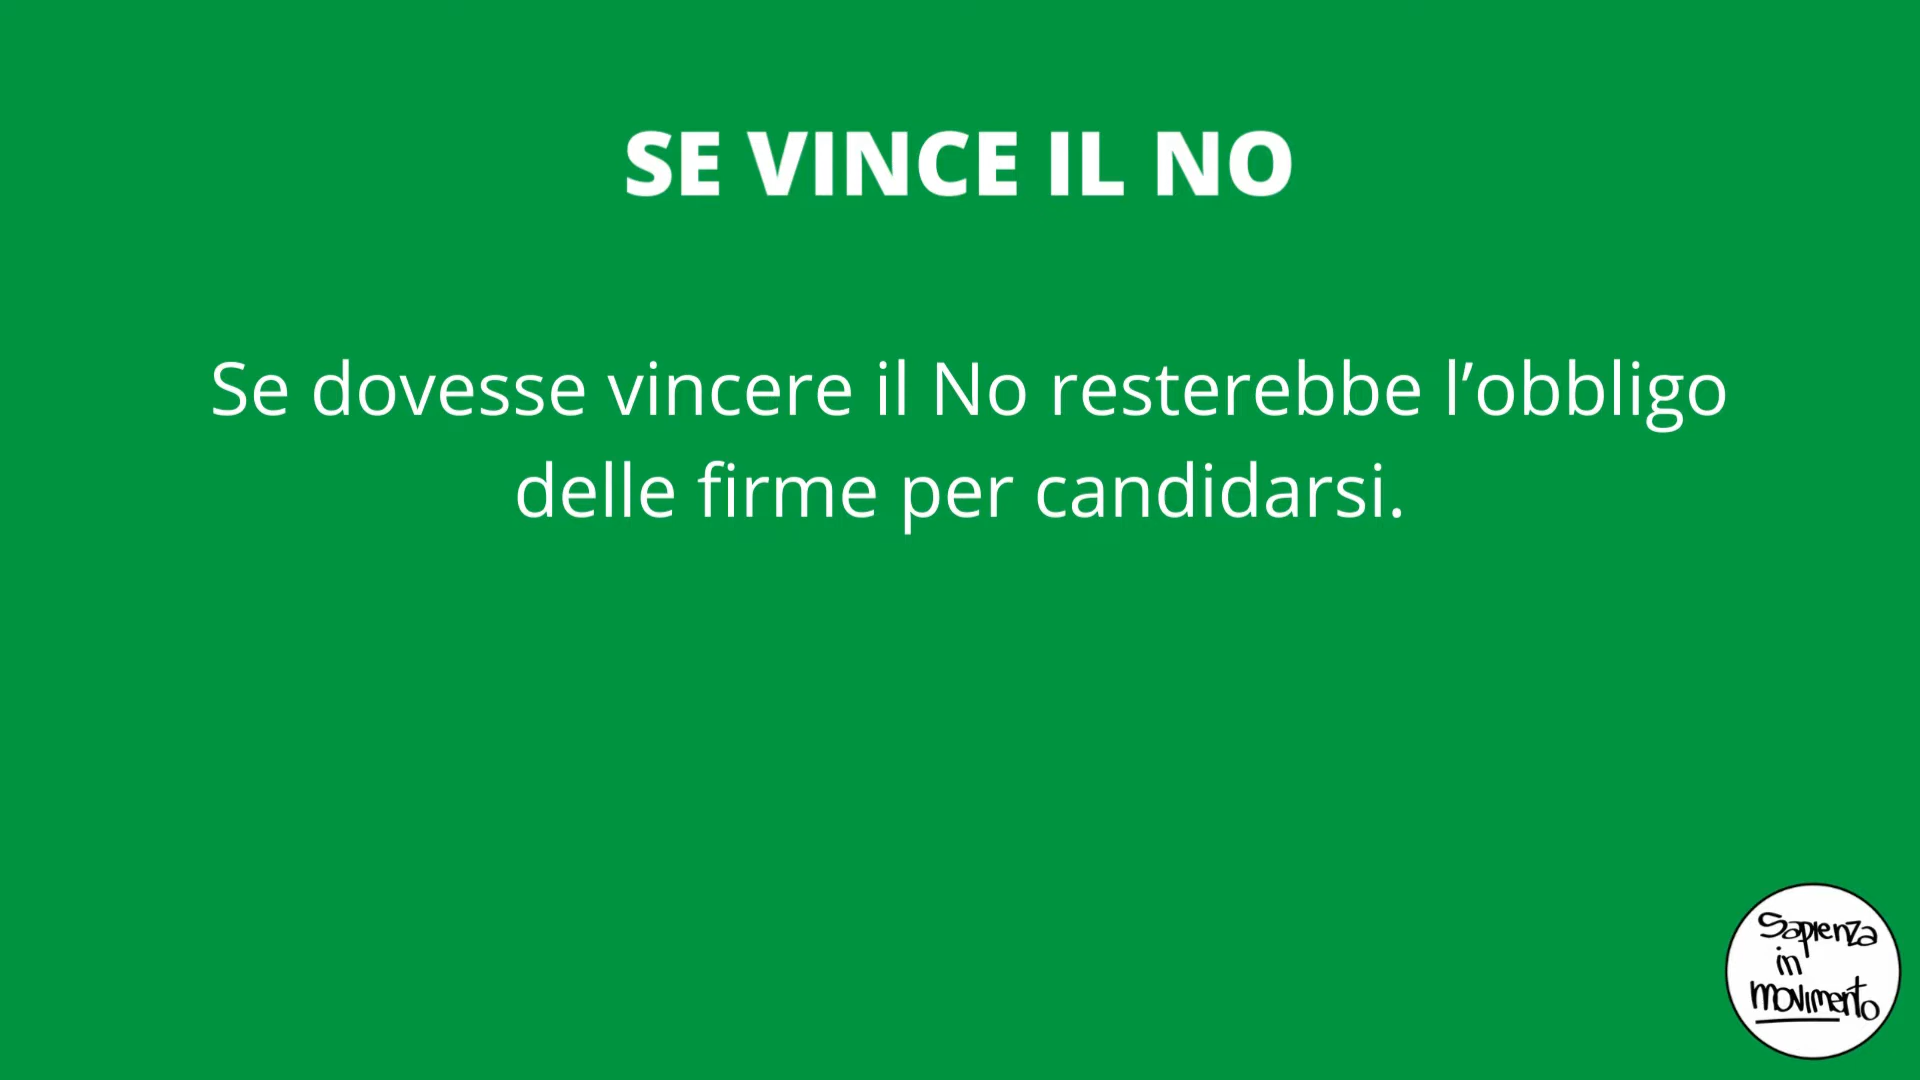 SE VINCE IL NO
Se dovesse vincere il No resterebbe l’obbligo
delle firme per candidarsi.
Sapienza
in
movimento